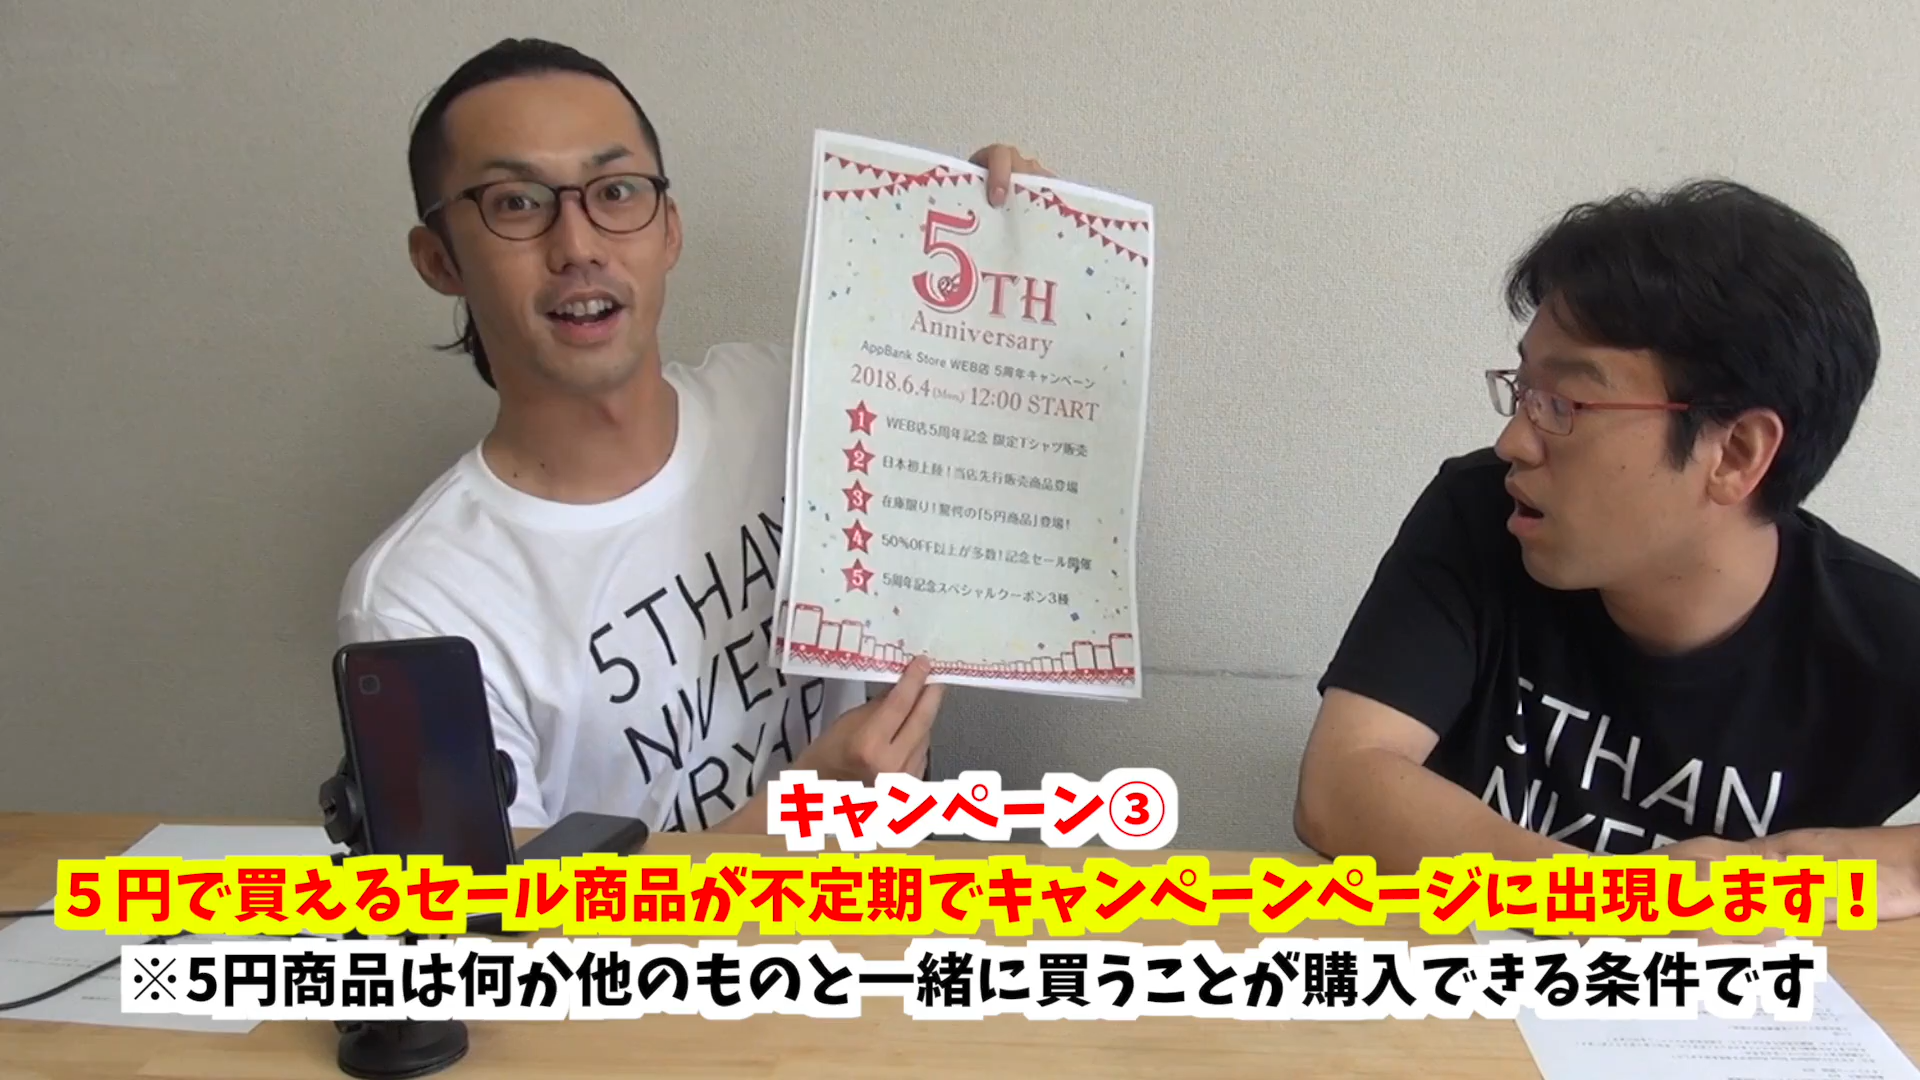 5TH
Anniversary
AppBank Store WEB店 5周年キャンペーン
2018.6.4(Mon) 12:00 START
1 WEB店5周年記念 限定Tシャツ販売
2 日本初上陸！当店先行販売商品登場
3 在庫限り！驚愕の「5円商品」登場！
4 50%OFF以上が多数！記念セール開催
5 5周年記念スペシャルクーポン3種
5THAN
NIVER
ARY
5THAN
NIVER
キャンペーン③
５円で買えるセール商品が不定期でキャンペーンページに出現します！
※5円商品は何か他のものと一緒に買うことが購入できる条件です